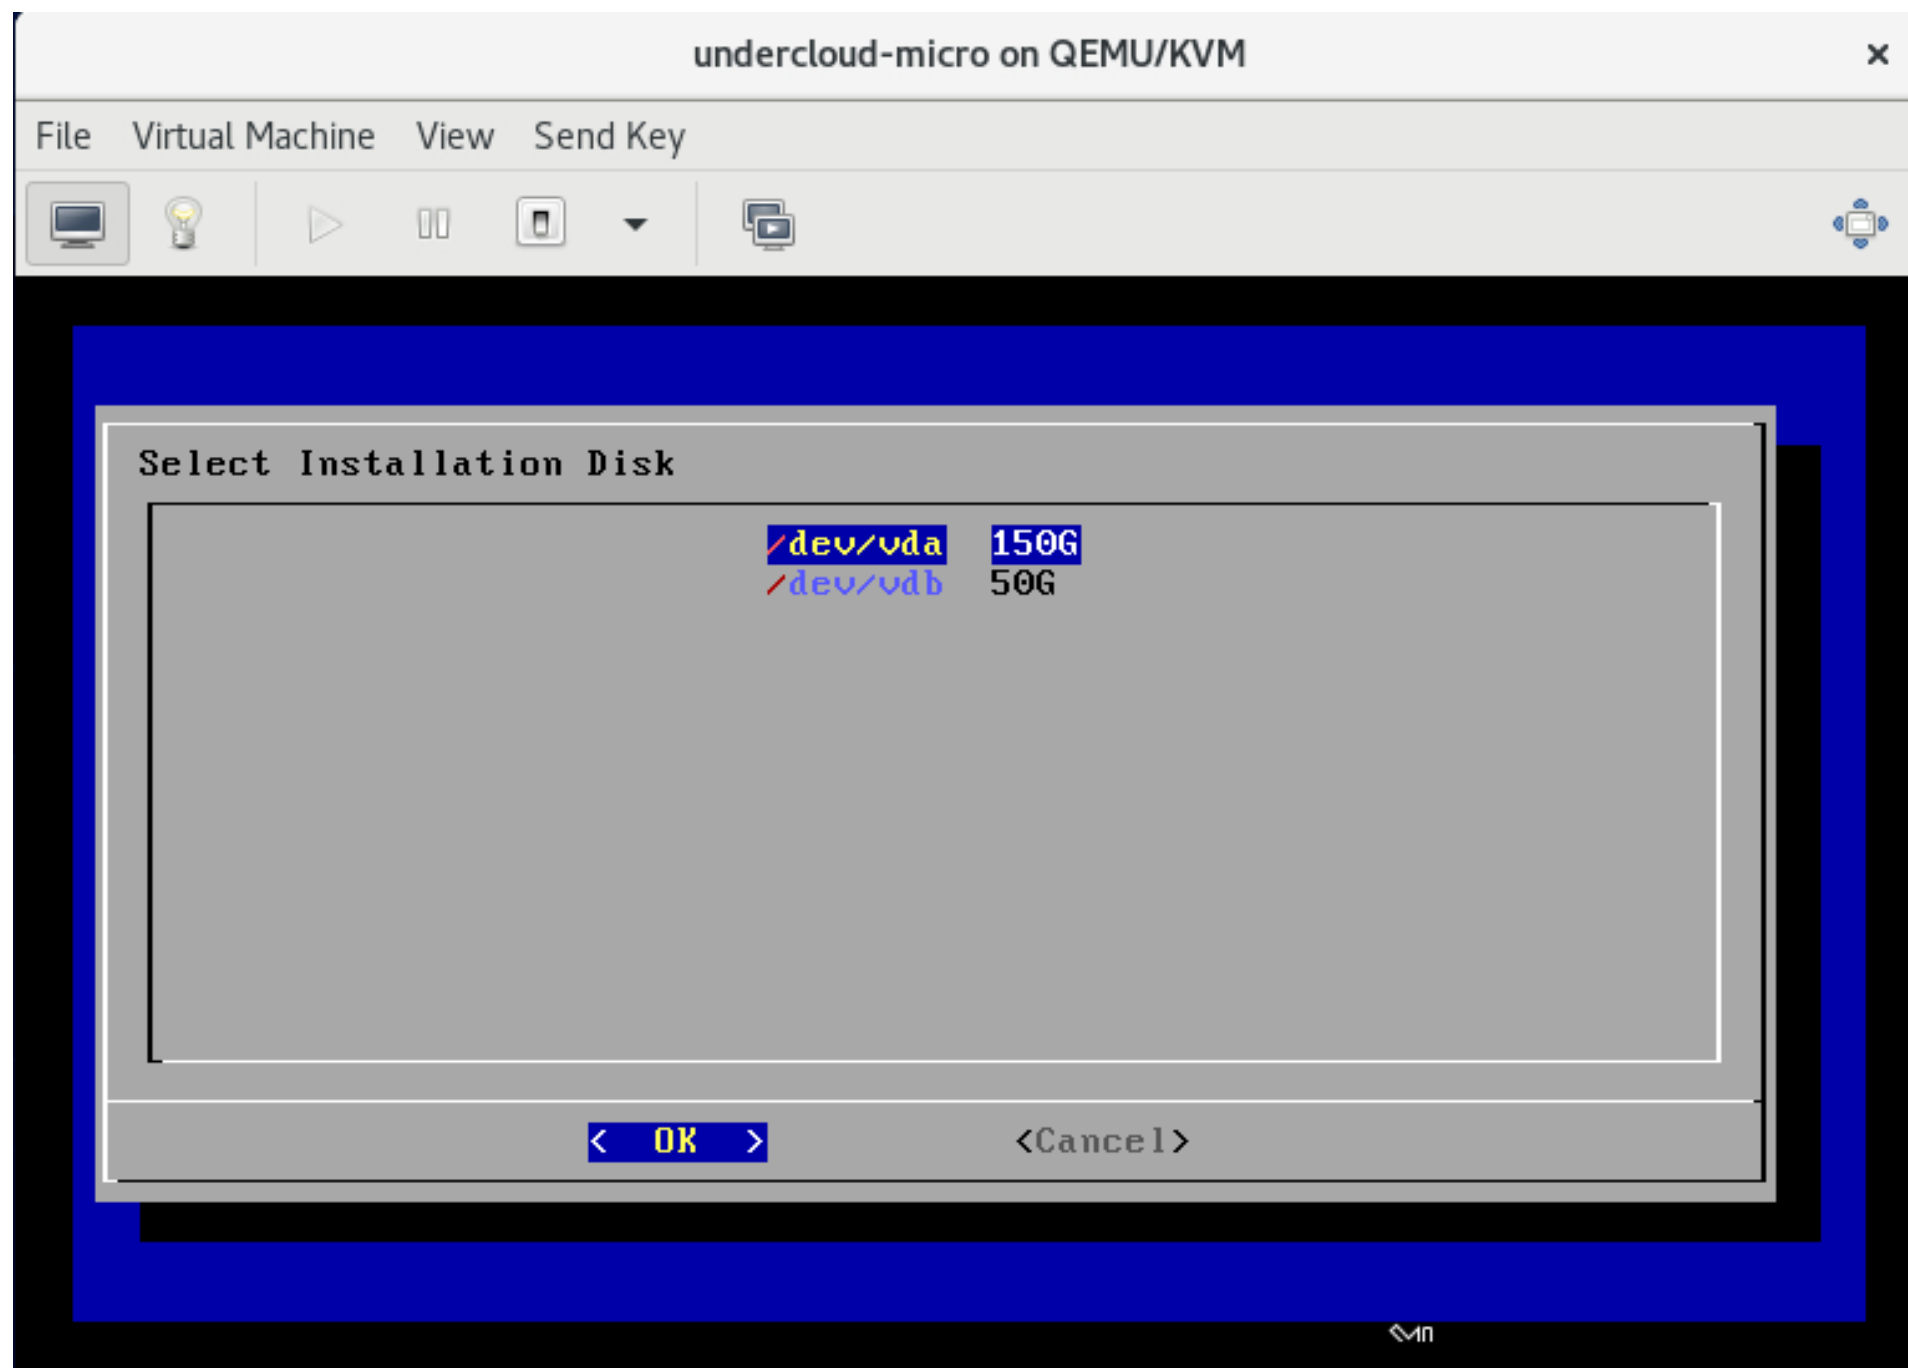 undercloud-micro on QEMU/KVM
File Virtual Machine View Send Key
Select Installation Disk
/dev/vda 150G
/dev/vdb 50G
< OK > <Cancel>